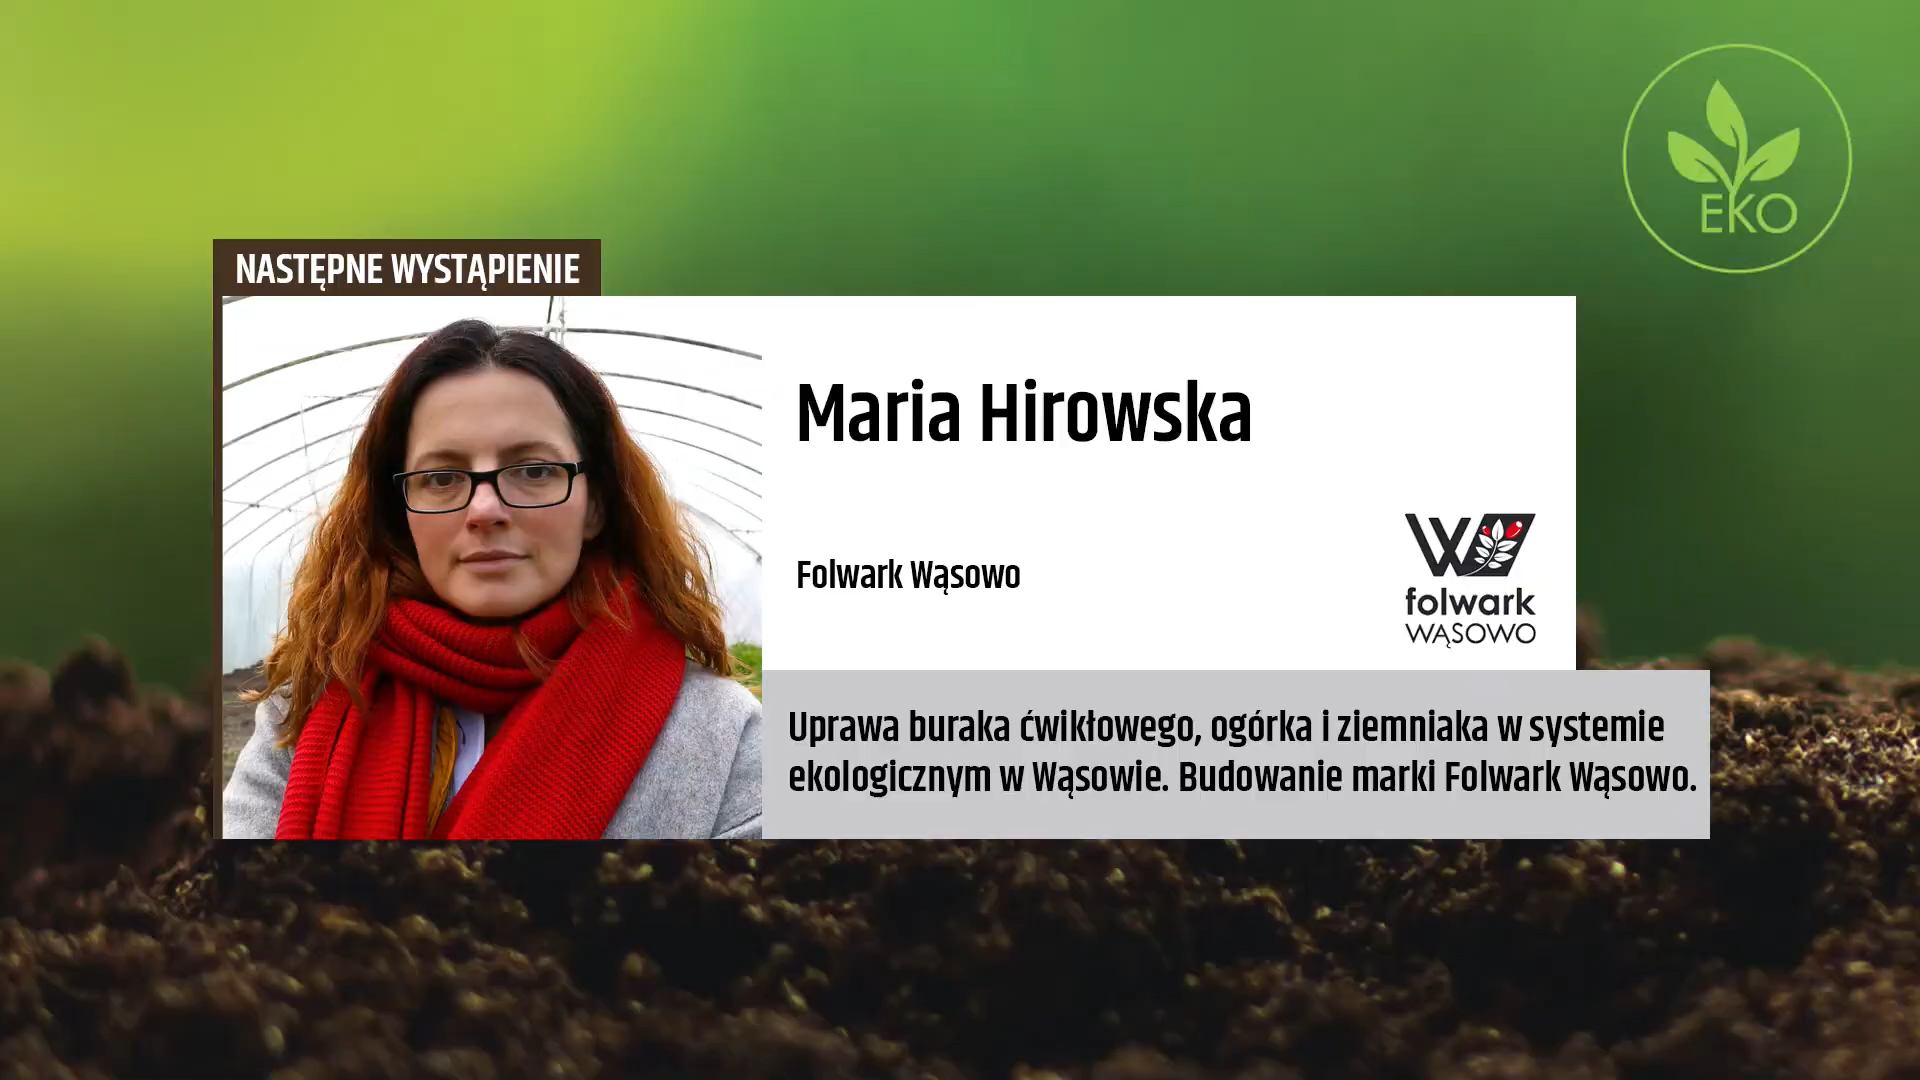 EKO
NASTĘPNE WYSTĄPIENIE
Maria Hirowska
Folwark Wąsowo
folwark
WĄSOWO
Uprawa buraka ćwikłowego, ogórka i ziemniaka w systemie
ekologicznym w Wąsowie. Budowanie marki Folwark Wąsowo.